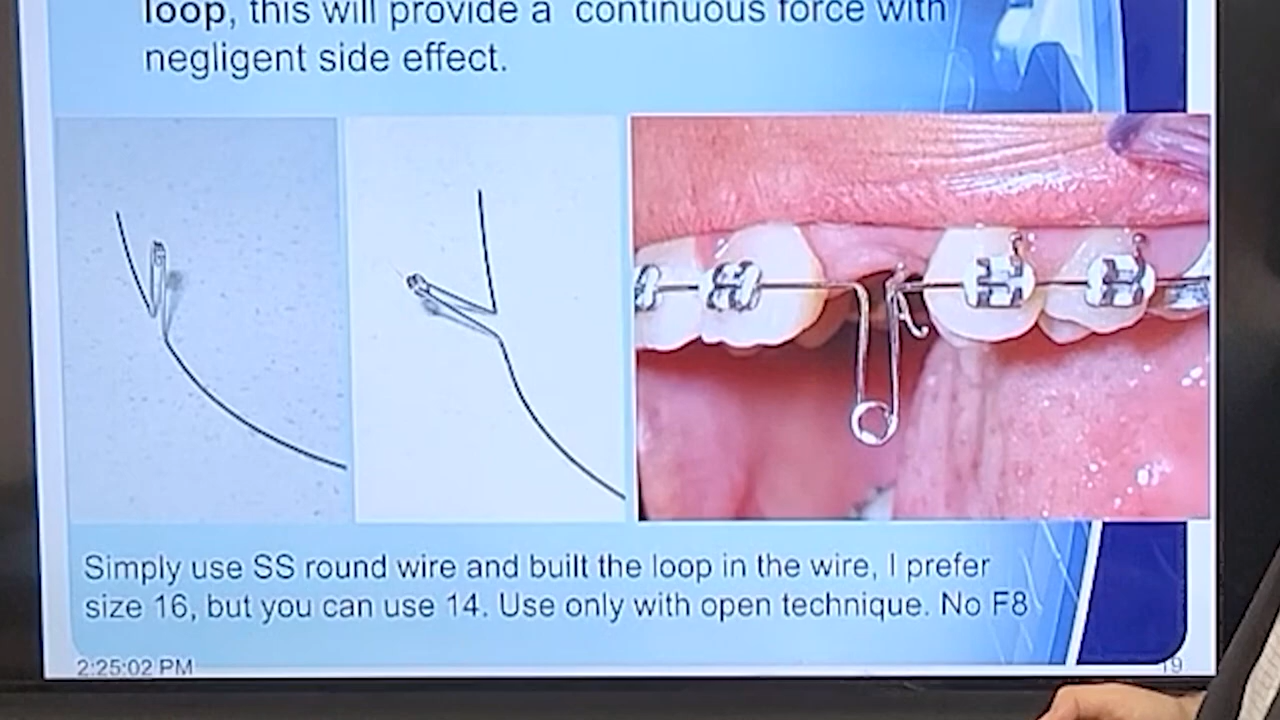 loop, this will provide a continuous force with
negligent side effect.
Simply use SS round wire and built the loop in the wire, I prefer
size 16, but you can use 14. Use only with open technique. No F8
2:25:02 PM
19